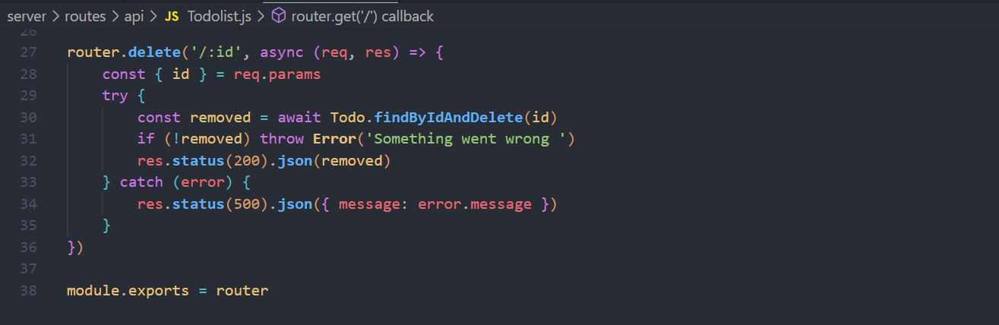 server > routes > api > JS Todolist.js > router.get('/') callback
26
27 router.delete('/:id', async (req, res) => {
28     const { id } = req.params
29     try {
30         const removed = await Todo.findByIdAndDelete(id)
31         if (!removed) throw Error('Something went wrong ')
32         res.status(200).json(removed)
33     } catch (error) {
34         res.status(500).json({ message: error.message })
35     }
36 })
37
38 module.exports = router